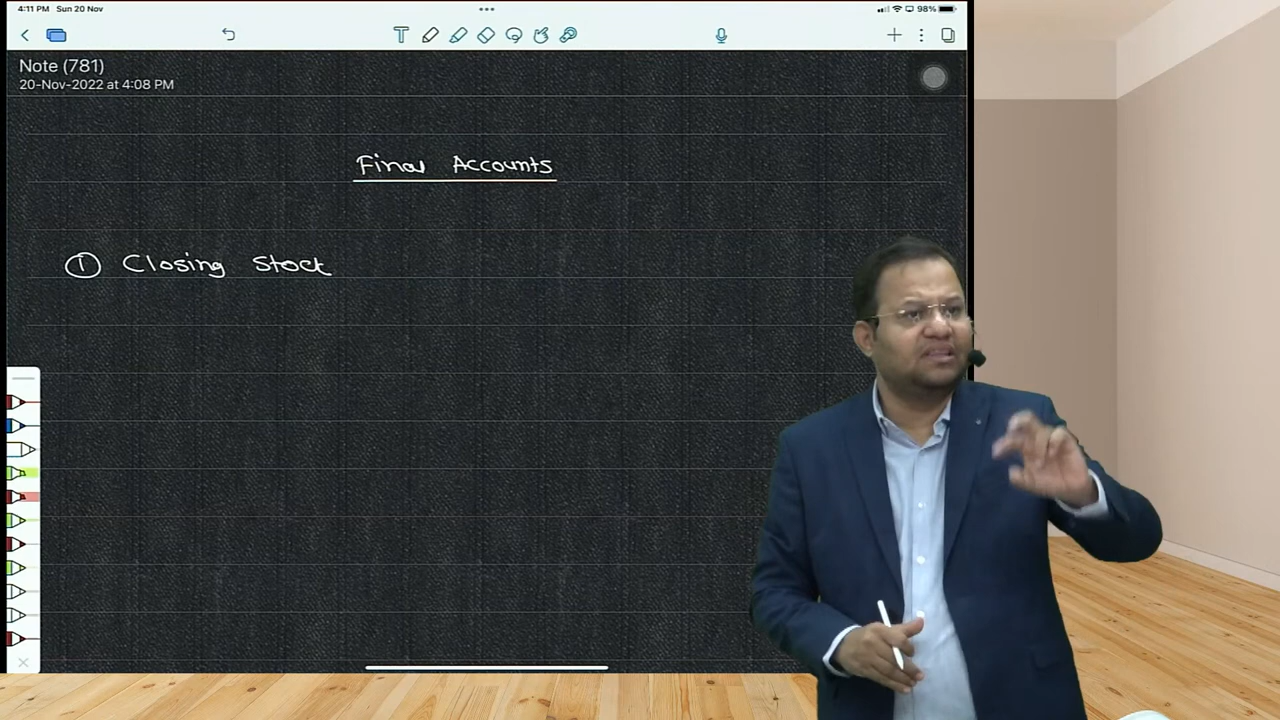 4:11 PM Sun 20 Nov
98%
Note (781)
20-Nov-2022 at 4:08 PM
Final Accounts
① Closing Stock